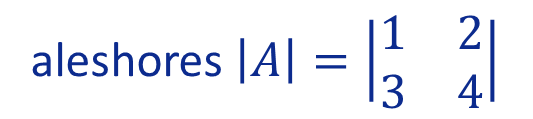 aleshores |A| = |1 2
3 4|